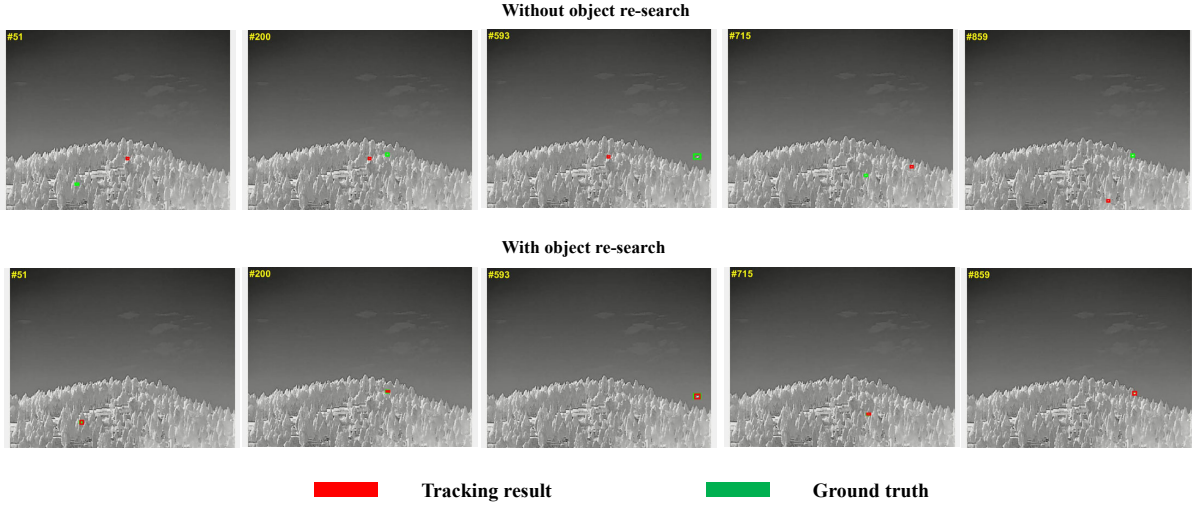 Without object re-search
#51 #200 #593 #715 #859
With object re-search
#51 #200 #593 #715 #859
Tracking result Ground truth